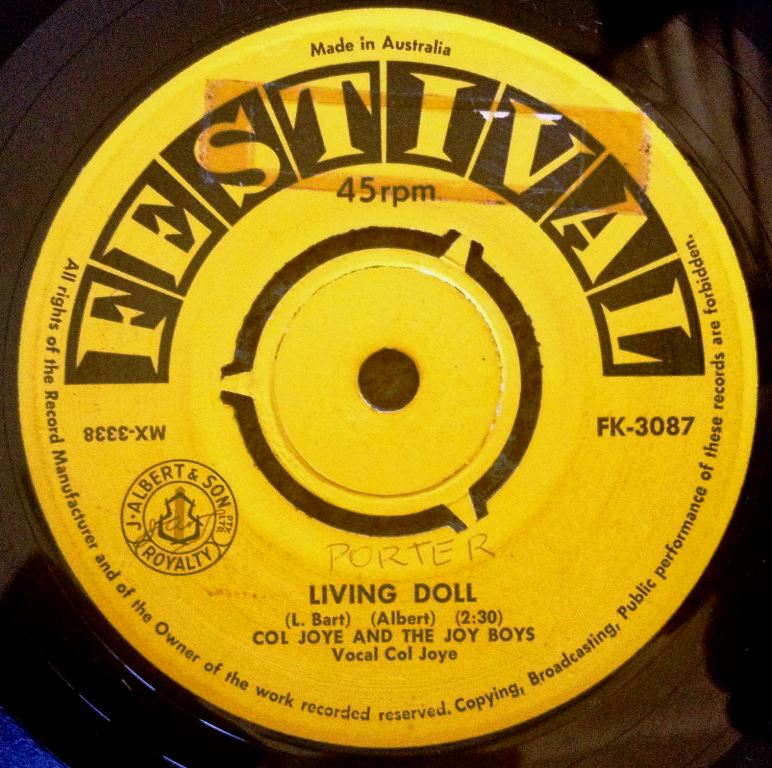 Made in Australia
FESTIVAL
45rpm
MX-3338
FK-3087
J. ALBERT & SON PTY. LTD.
ROYALTY
PORTER
LIVING DOLL
(L. Bart) (Albert) (2:30)
COL JOYE AND THE JOY BOYS
Vocal Col Joye
All rights of the Record Manufacturer and of the Owner of the work recorded reserved. Copying, Broadcasting, Public performance of these records are forbidden.